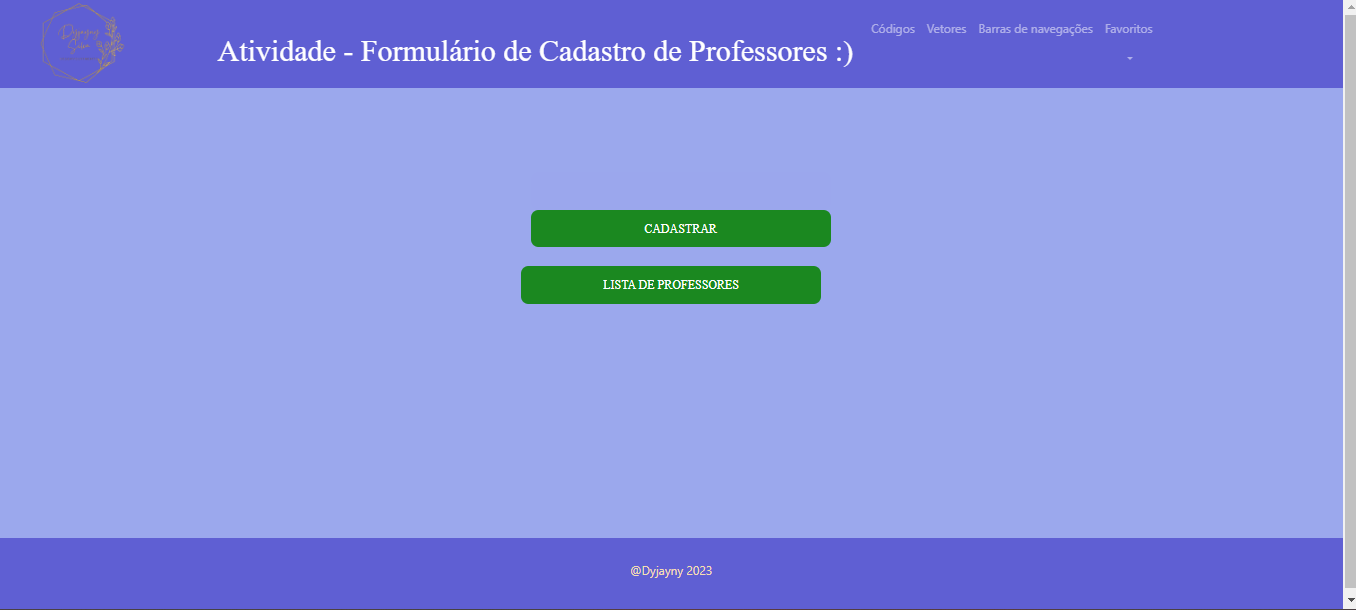 Dyjayny
Atividade - Formulário de Cadastro de Professores :)
Códigos Vetores Barras de navegações Favoritos
CADASTRAR
LISTA DE PROFESSORES
@Dyjayny 2023